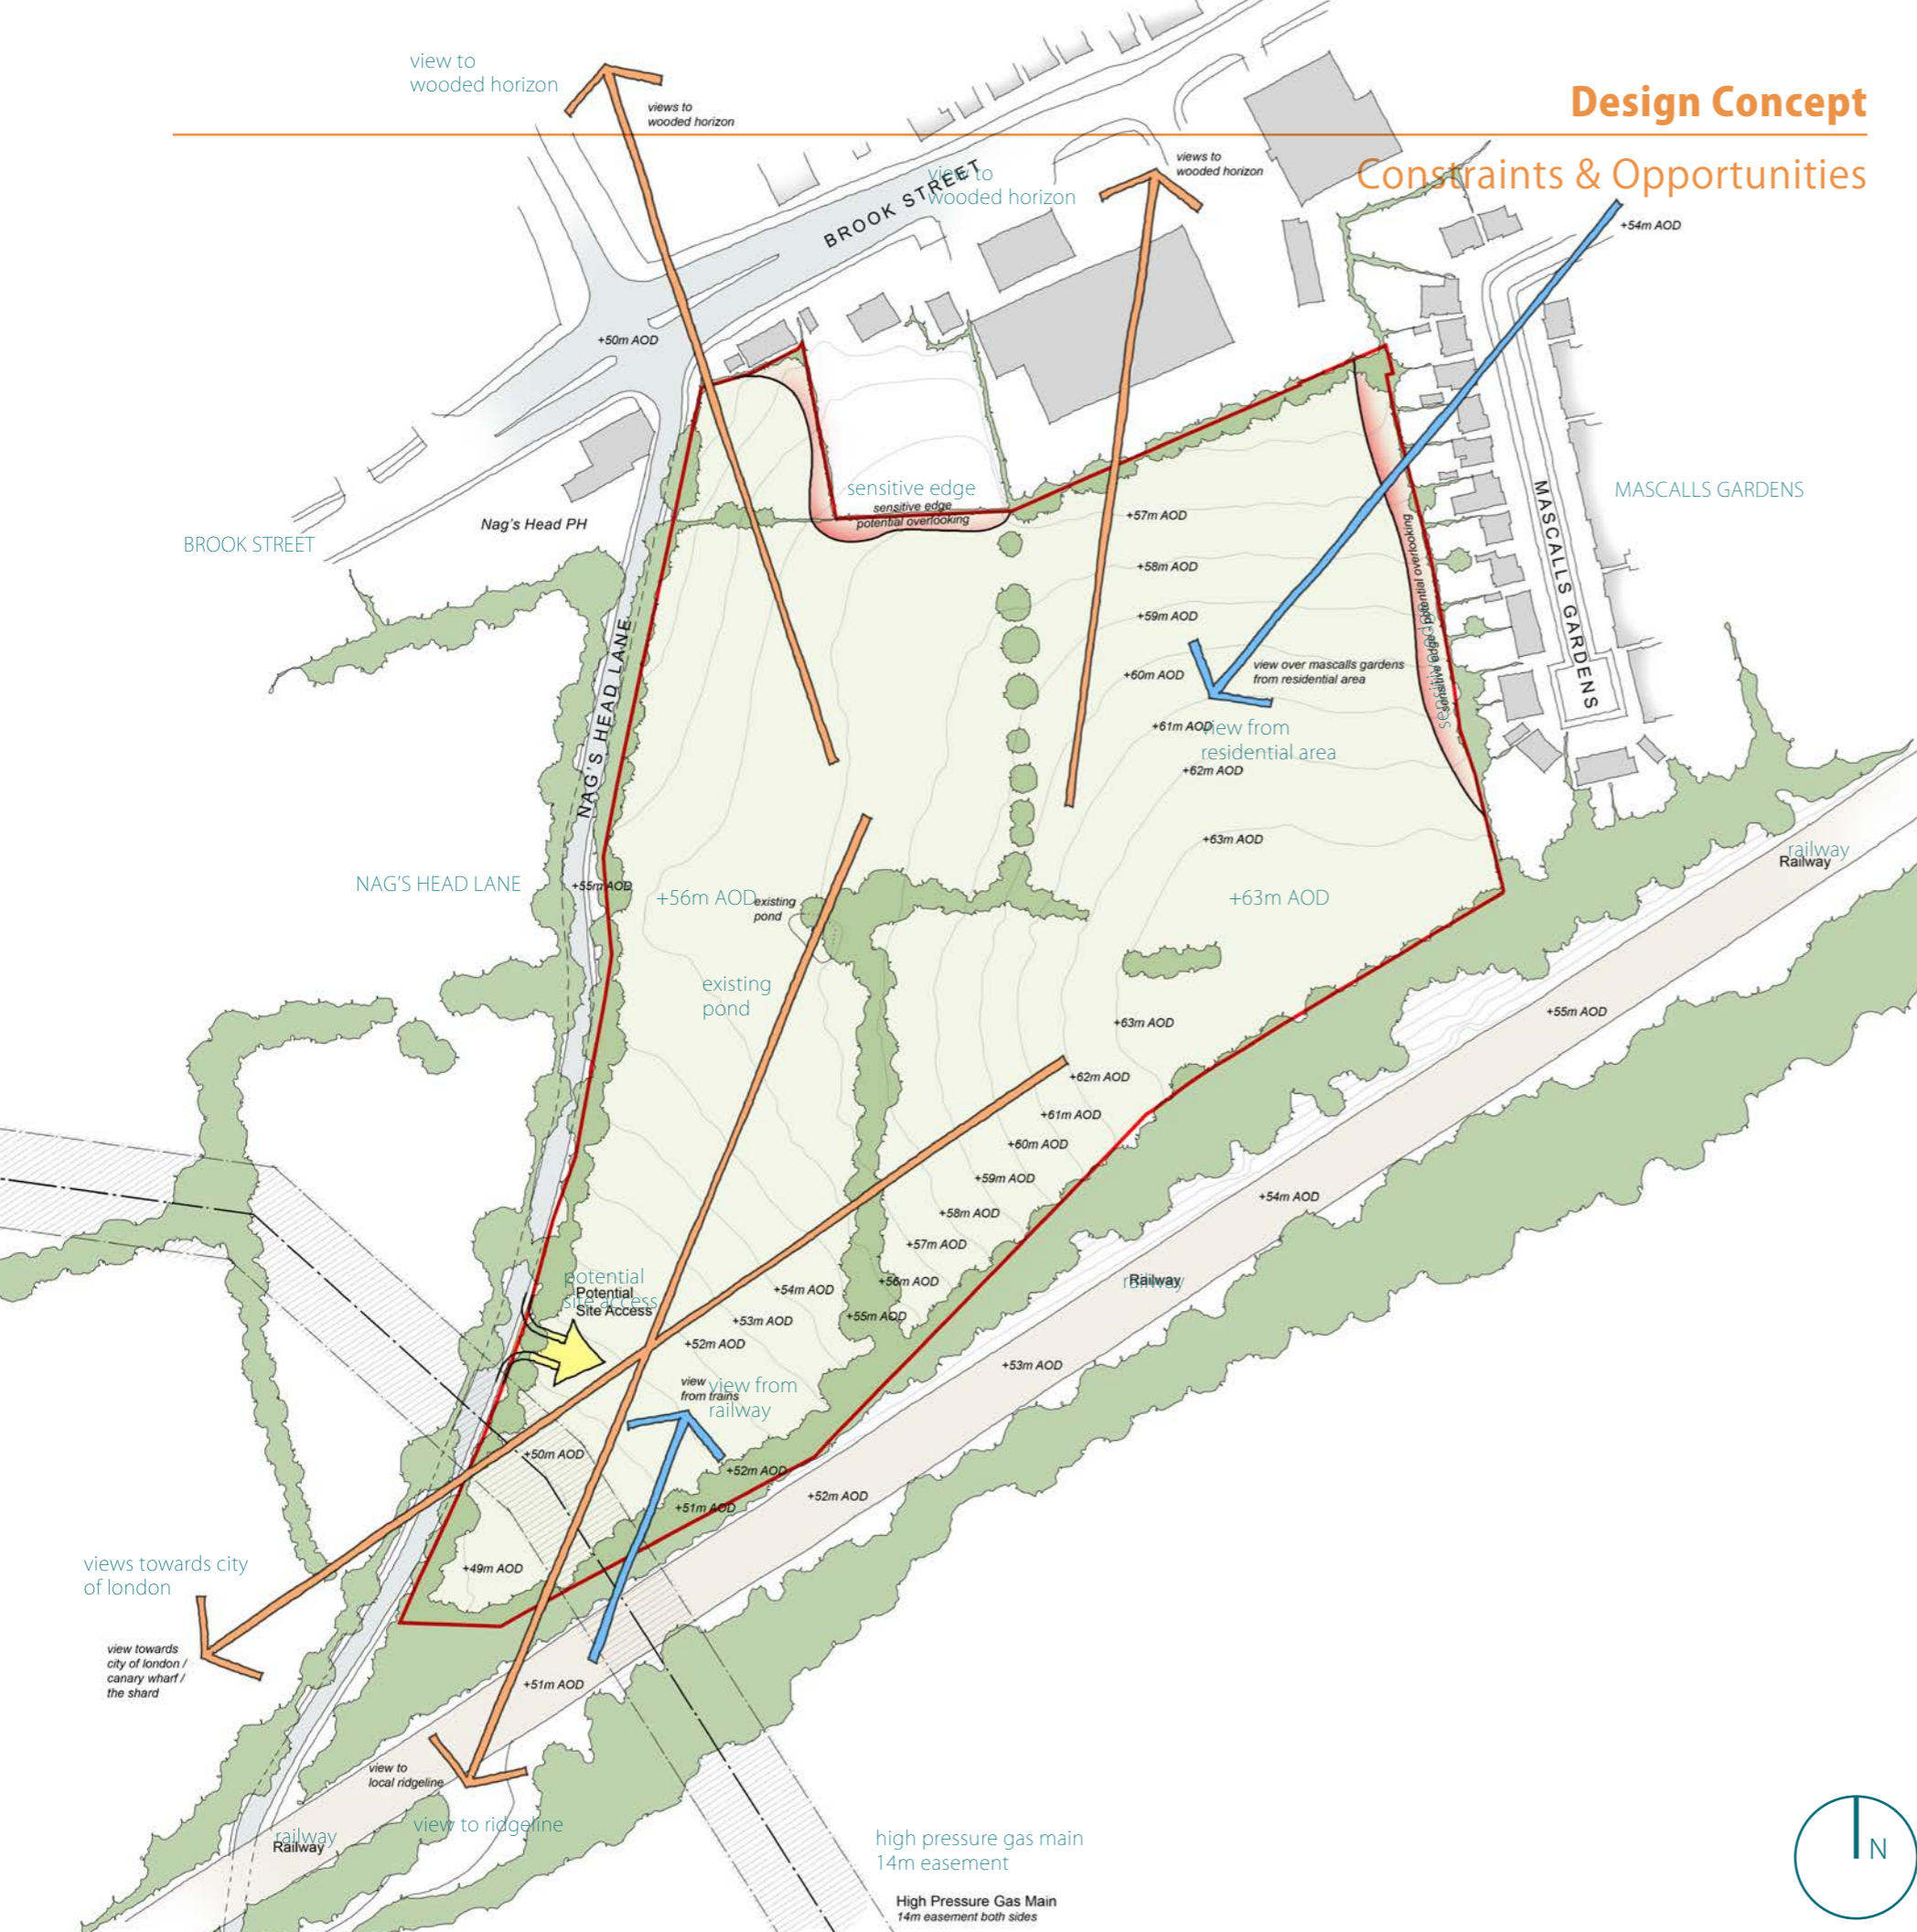 Design Concept
Constraints & Opportunities
view to
wooded horizon
views to
wooded horizon
view to
wooded horizon
views to
wooded horizon
BROOK STREET
+54m AOD
+50m AOD
Nag's Head PH
BROOK STREET
sensitive edge
sensitive edge
potential overlooking
MASCALLS GARDENS
MASCALLS GARDENS
sensitive edge - potential overlooking
+57m AOD
+58m AOD
+59m AOD
+60m AOD
view over mascalls gardens
from residential area
+61m AOD
view from
residential area
+62m AOD
+63m AOD
NAG'S HEAD LANE
NAG'S HEAD LANE
+55m AOD
+56m AOD
existing
pond
existing
pond
+63m AOD
railway
Railway
+63m AOD
+55m AOD
+62m AOD
+61m AOD
+60m AOD
+59m AOD
+58m AOD
+57m AOD
+56m AOD
+55m AOD
+54m AOD
+53m AOD
+52m AOD
+54m AOD
railway
Railway
+53m AOD
potential
site access
Potential
Site Access
view
from trains
view from
railway
+50m AOD
+52m AOD
+51m AOD
+52m AOD
+49m AOD
views towards city
of london
view towards
city of london /
canary wharf /
the shard
+51m AOD
view to
local ridgeline
view to ridgeline
railway
Railway
high pressure gas main
14m easement
High Pressure Gas Main
14m easement both sides
N